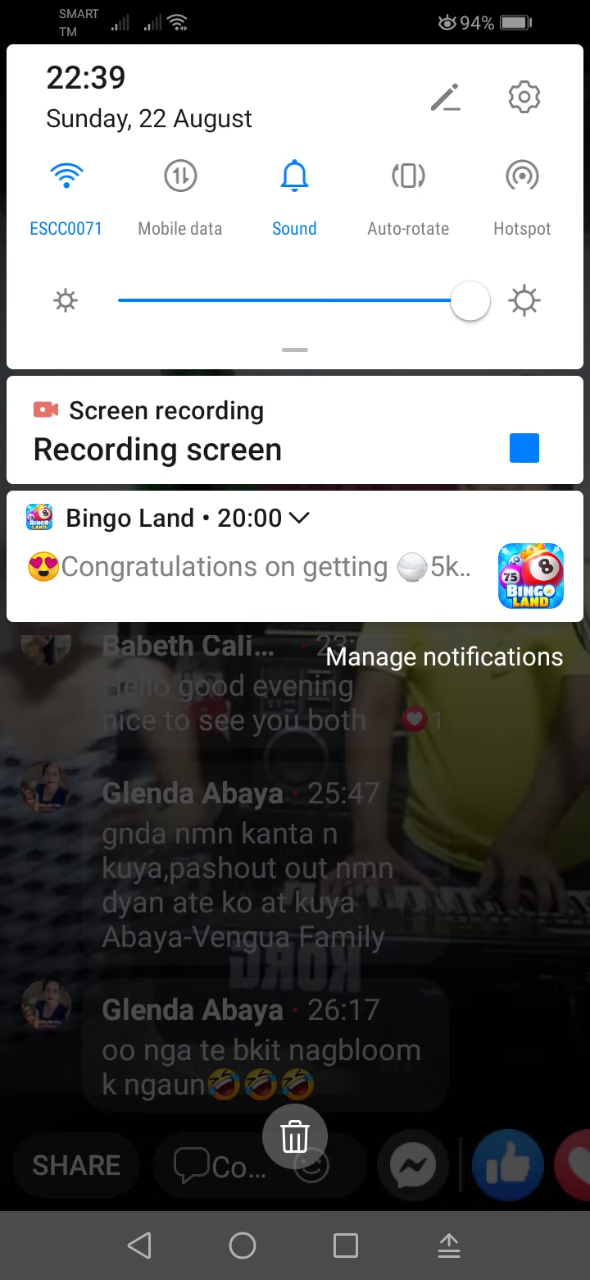 SMART
TM
94%
22:39
Sunday, 22 August
ESCC0071
Mobile data
Sound
Auto-rotate
Hotspot
Screen recording
Recording screen
Bingo Land • 20:00
😍Congratulations on getting ⚪5k..
75
8
BINGO
LAND
Manage notifications
Babeth Cali...
Hello good evening
nice to see you both
1
Glenda Abaya · 25:47
gnda nmn kanta n
kuya,pashout out nmn
dyan ate ko at kuya
Abaya-Vengua Family
KORG
Glenda Abaya · 26:17
oo nga te bkit nagbloom
k ngaun🤣🤣🤣
SHARE
Co...